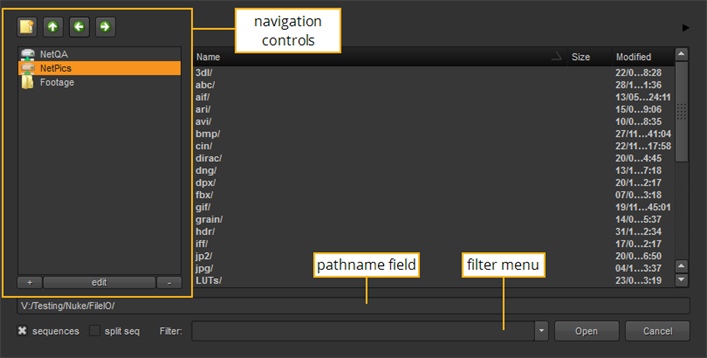 navigation
controls
NetQA
NetPics
Footage
+ edit -
Name Size Modified
3dl/ 22/0...8:28
abc/ 28/1...1:36
aif/ 13/05...24:11
ari/ 15/0...9:06
avi/ 10/0...8:35
bmp/ 27/11...41:04
cin/ 22/11...17:58
dirac/ 20/0...4:45
dng/ 13/1...7:18
dpx/ 20/1...2:17
fbx/ 07/0...3:18
gif/ 19/11...45:01
grain/ 14/0...5:37
hdr/ 31/1...2:34
iff/ 17/0...2:17
jp2/ 20/0...6:50
jpg/ 04/1...3:37
LUTs/ 23/0...3:19
pathname field
filter menu
V:/Testing/Nuke/FileIO/
sequences split seq Filter: Open Cancel